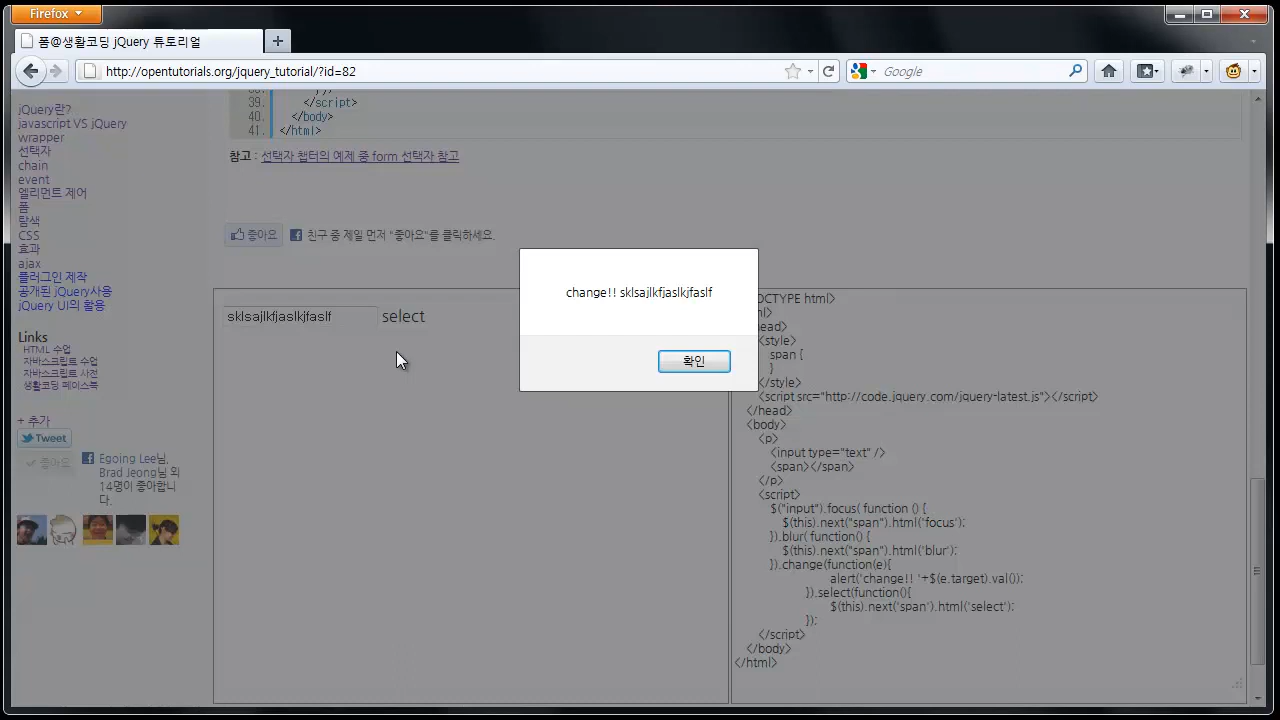 Firefox
폼@생활코딩 jQuery 튜토리얼
http://opentutorials.org/jquery_tutorial/?id=82
Google
jQuery란?
javascript VS jQuery
wrapper
선택자
chain
event
엘리먼트 제어
폼
탐색
CSS
효과
ajax
플러그인 제작
공개된 jQuery사용
jQuery UI의 활용
Links
HTML 수업
자바스크립트 수업
자바스크립트 사전
생활코딩 페이스북
+ 추가
Tweet
좋아요
Egoing Lee님,
Brad Jeong님 외
14명이 좋아합니
다.
39. </script>
40. </body>
41. </html>
참고 : 선택자 챕터의 예제 중 form 선택자 참고
좋아요 친구 중 제일 먼저 "좋아요"를 클릭하세요.
sklsajlkfjaslkjfaslf select
change!! sklsajlkfjaslkjfaslf
확인
OCTYPE html>
l>
ead>
<style>
span {
}
</style>
<script src="http://code.jquery.com/jquery-latest.js"></script>
</head>
<body>
<p>
<input type="text" />
<span></span>
</p>
<script>
$("input").focus( function () {
$(this).next("span").html('focus');
}).blur( function() {
$(this).next("span").html('blur');
}).change(function(e){
alert('change!! '+$(e.target).val());
}).select(function(){
$(this).next('span').html('select');
});
</script>
</body>
</html>